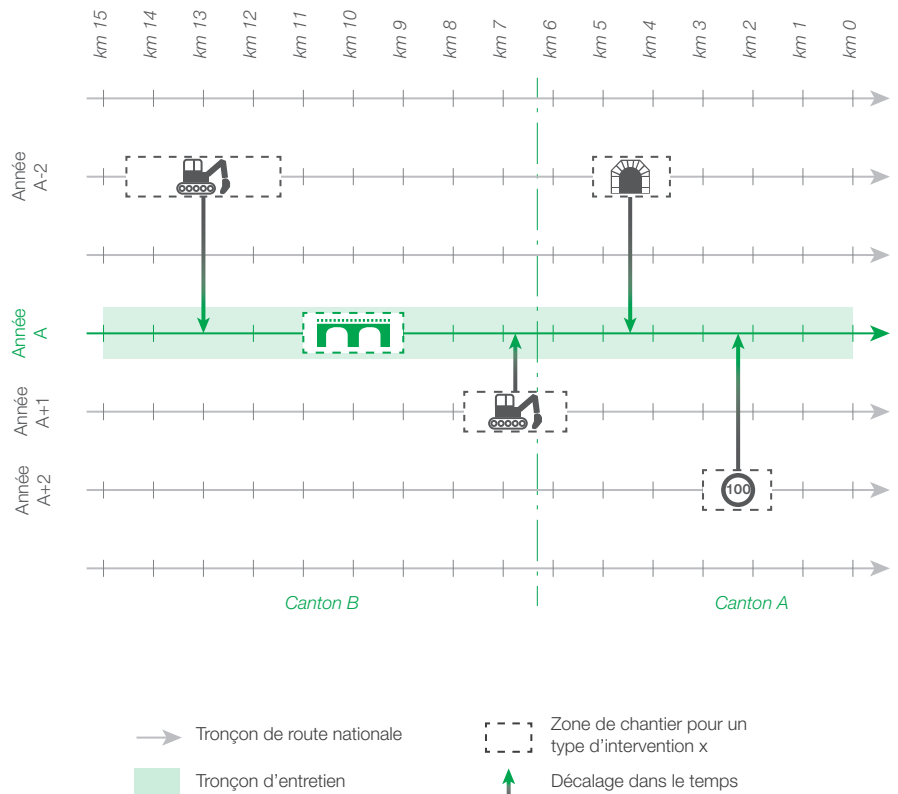 km 15
km 14
km 13
km 12
km 11
km 10
km 9
km 8
km 7
km 6
km 5
km 4
km 3
km 2
km 1
km 0
Année
A-2
Année
A
Année
A+1
Année
A+2
100
Canton B
Canton A
Tronçon de route nationale
Zone de chantier pour un
type d’intervention x
Tronçon d’entretien
Décalage dans le temps